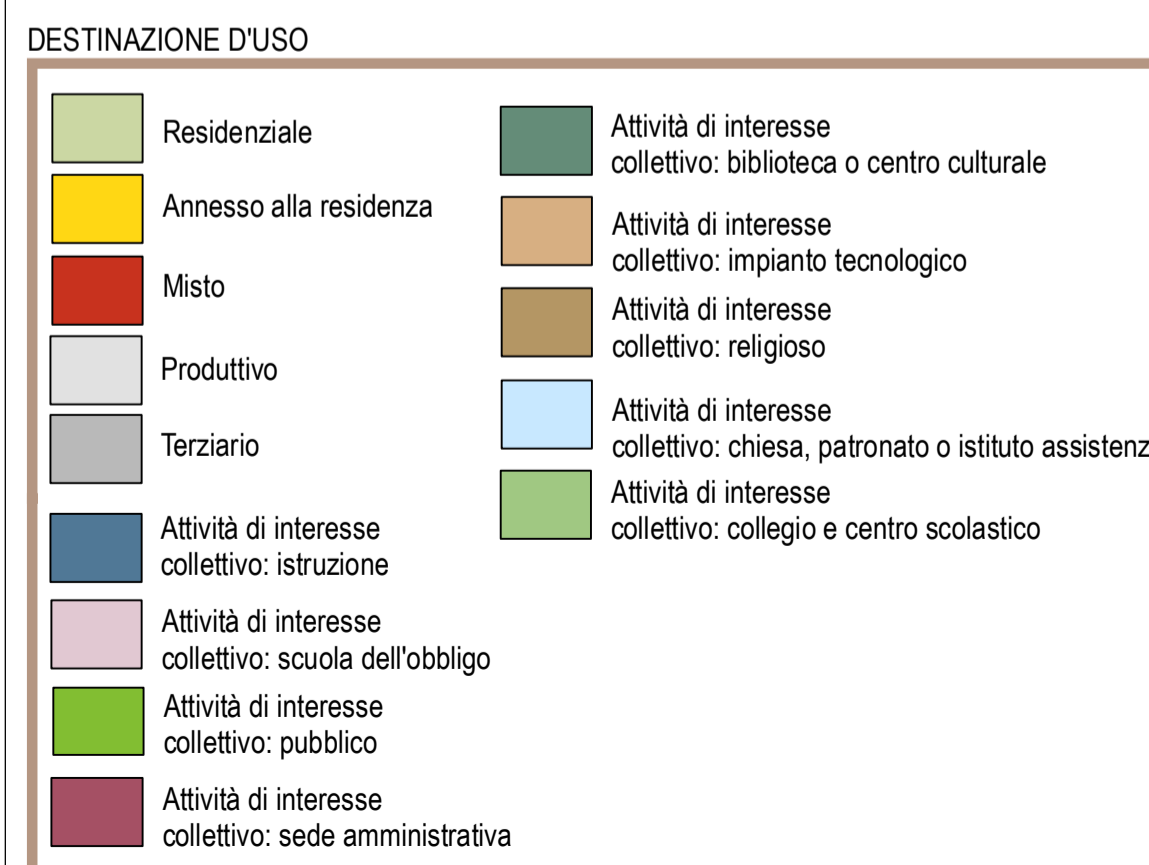 DESTINAZIONE D'USO
Residenziale
Annesso alla residenza
Misto
Produttivo
Terziario
Attività di interesse
collettivo: istruzione
Attività di interesse
collettivo: scuola dell'obbligo
Attività di interesse
collettivo: pubblico
Attività di interesse
collettivo: sede amministrativa
Attività di interesse
collettivo: biblioteca o centro culturale
Attività di interesse
collettivo: impianto tecnologico
Attività di interesse
collettivo: religioso
Attività di interesse
collettivo: chiesa, patronato o istituto
Attività di interesse
collettivo: collegio e centro scolastico